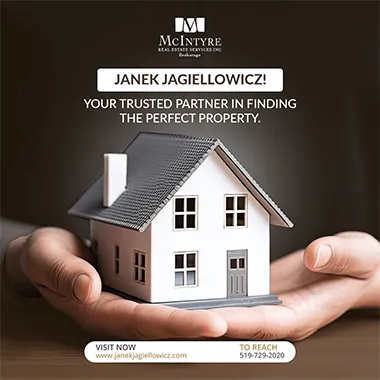 M
McINTYRE
REAL ESTATE SERVICES INC
Brokerage
JANEK JAGIELLOWICZ!
YOUR TRUSTED PARTNER IN FINDING
THE PERFECT PROPERTY.
VISIT NOW
www.janekjagiellowicz.com
TO REACH
519-729-2020